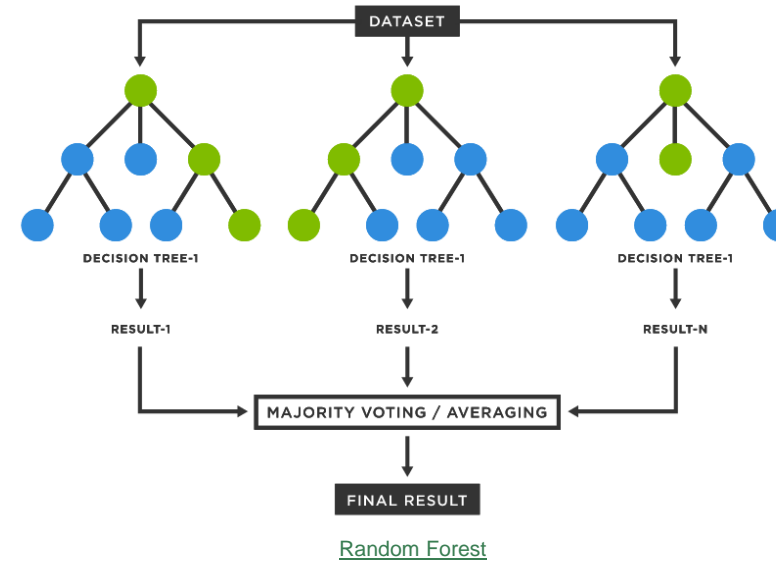 DATASET
DECISION TREE-1
DECISION TREE-1
DECISION TREE-1
RESULT-1
RESULT-2
RESULT-N
MAJORITY VOTING / AVERAGING
FINAL RESULT
Random Forest